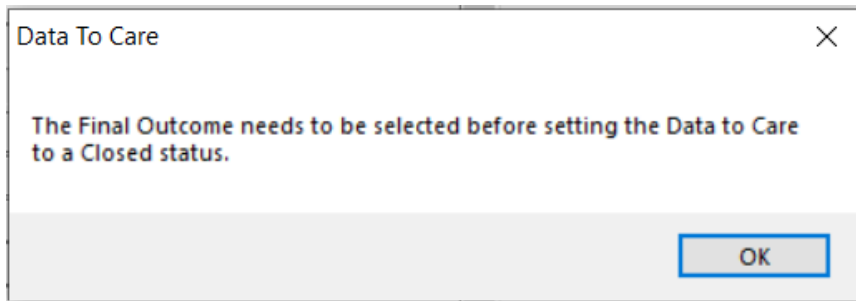 Data To Care
The Final Outcome needs to be selected before setting the Data to Care
to a Closed status.
OK